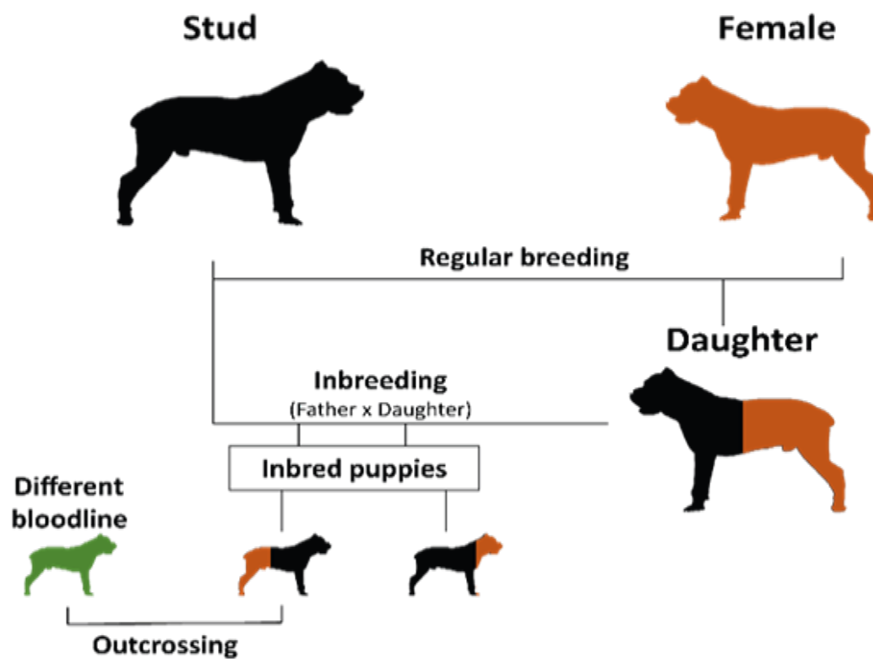 Stud
Female
Regular breeding
Daughter
Inbreeding
(Father x Daughter)
Inbred puppies
Different
bloodline
Outcrossing